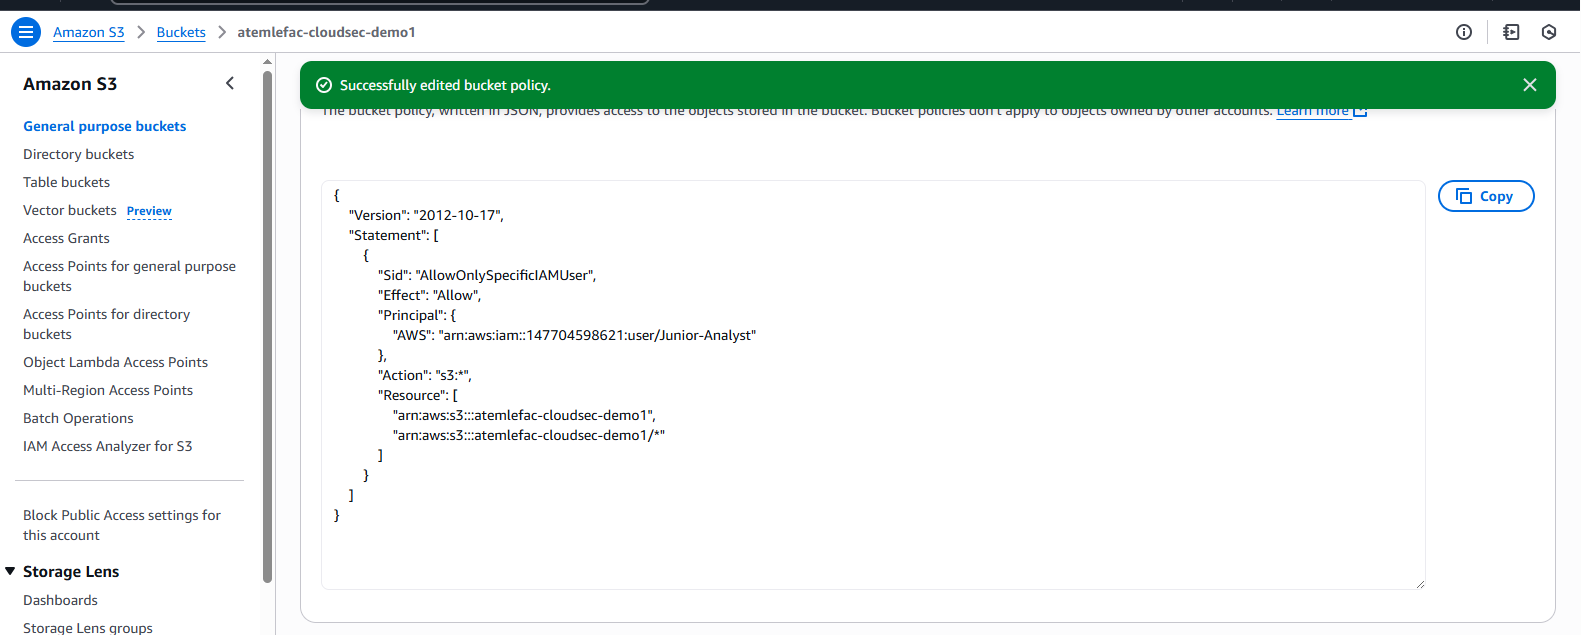 Amazon S3 > Buckets > atemlefac-cloudsec-demo1
Amazon S3
General purpose buckets
Directory buckets
Table buckets
Vector buckets Preview
Access Grants
Access Points for general purpose
buckets
Access Points for directory
buckets
Object Lambda Access Points
Multi-Region Access Points
Batch Operations
IAM Access Analyzer for S3
Block Public Access settings for
this account
Storage Lens
Dashboards
Storage Lens groups
Successfully edited bucket policy.
The bucket policy, written in JSON, provides access to the objects stored in the bucket. Bucket policies don't apply to objects owned by other accounts. Learn more
{
"Version": "2012-10-17",
"Statement": [
{
"Sid": "AllowOnlySpecificIAMUser",
"Effect": "Allow",
"Principal": {
"AWS": "arn:aws:iam::147704598621:user/Junior-Analyst"
},
"Action": "s3:*",
"Resource": [
"arn:aws:s3:::atemlefac-cloudsec-demo1",
"arn:aws:s3:::atemlefac-cloudsec-demo1/*"
]
}
]
}
Copy